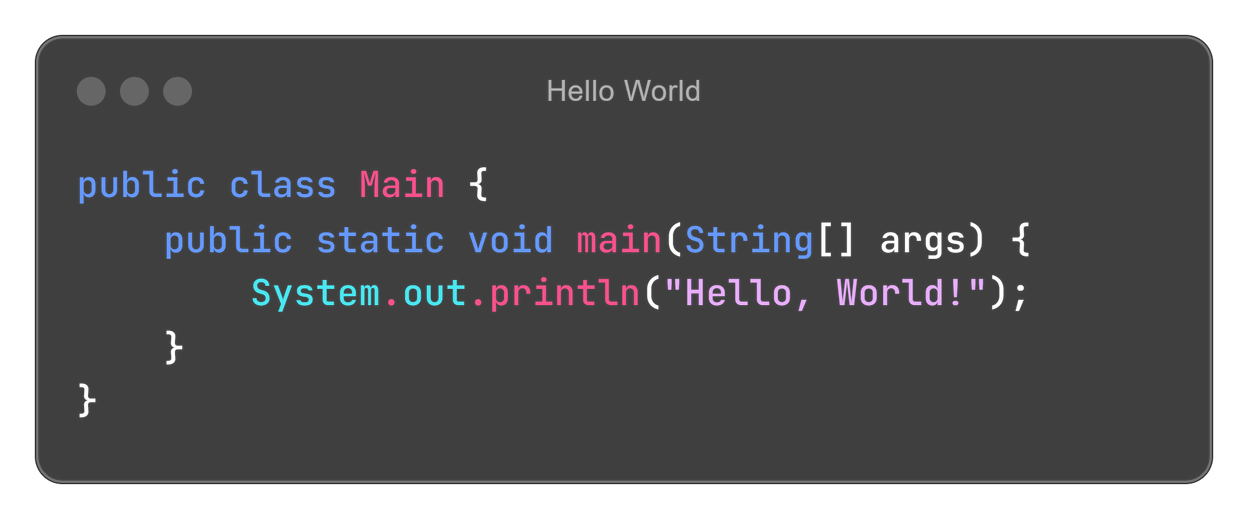 Hello World
public class Main {
    public static void main(String[] args) {
        System.out.println("Hello, World!");
    }
}